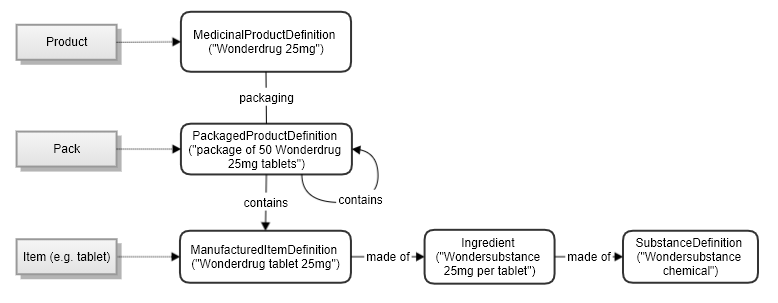 Product
MedicinalProductDefinition
("Wonderdrug 25mg")
packaging
Pack
PackagedProductDefinition
("package of 50 Wonderdrug
25mg tablets")
contains
contains
Item (e.g. tablet)
ManufacturedItemDefinition
("Wonderdrug tablet 25mg")
made of
Ingredient
("Wondersubstance
25mg per tablet")
made of
SubstanceDefinition
("Wondersubstance
chemical")